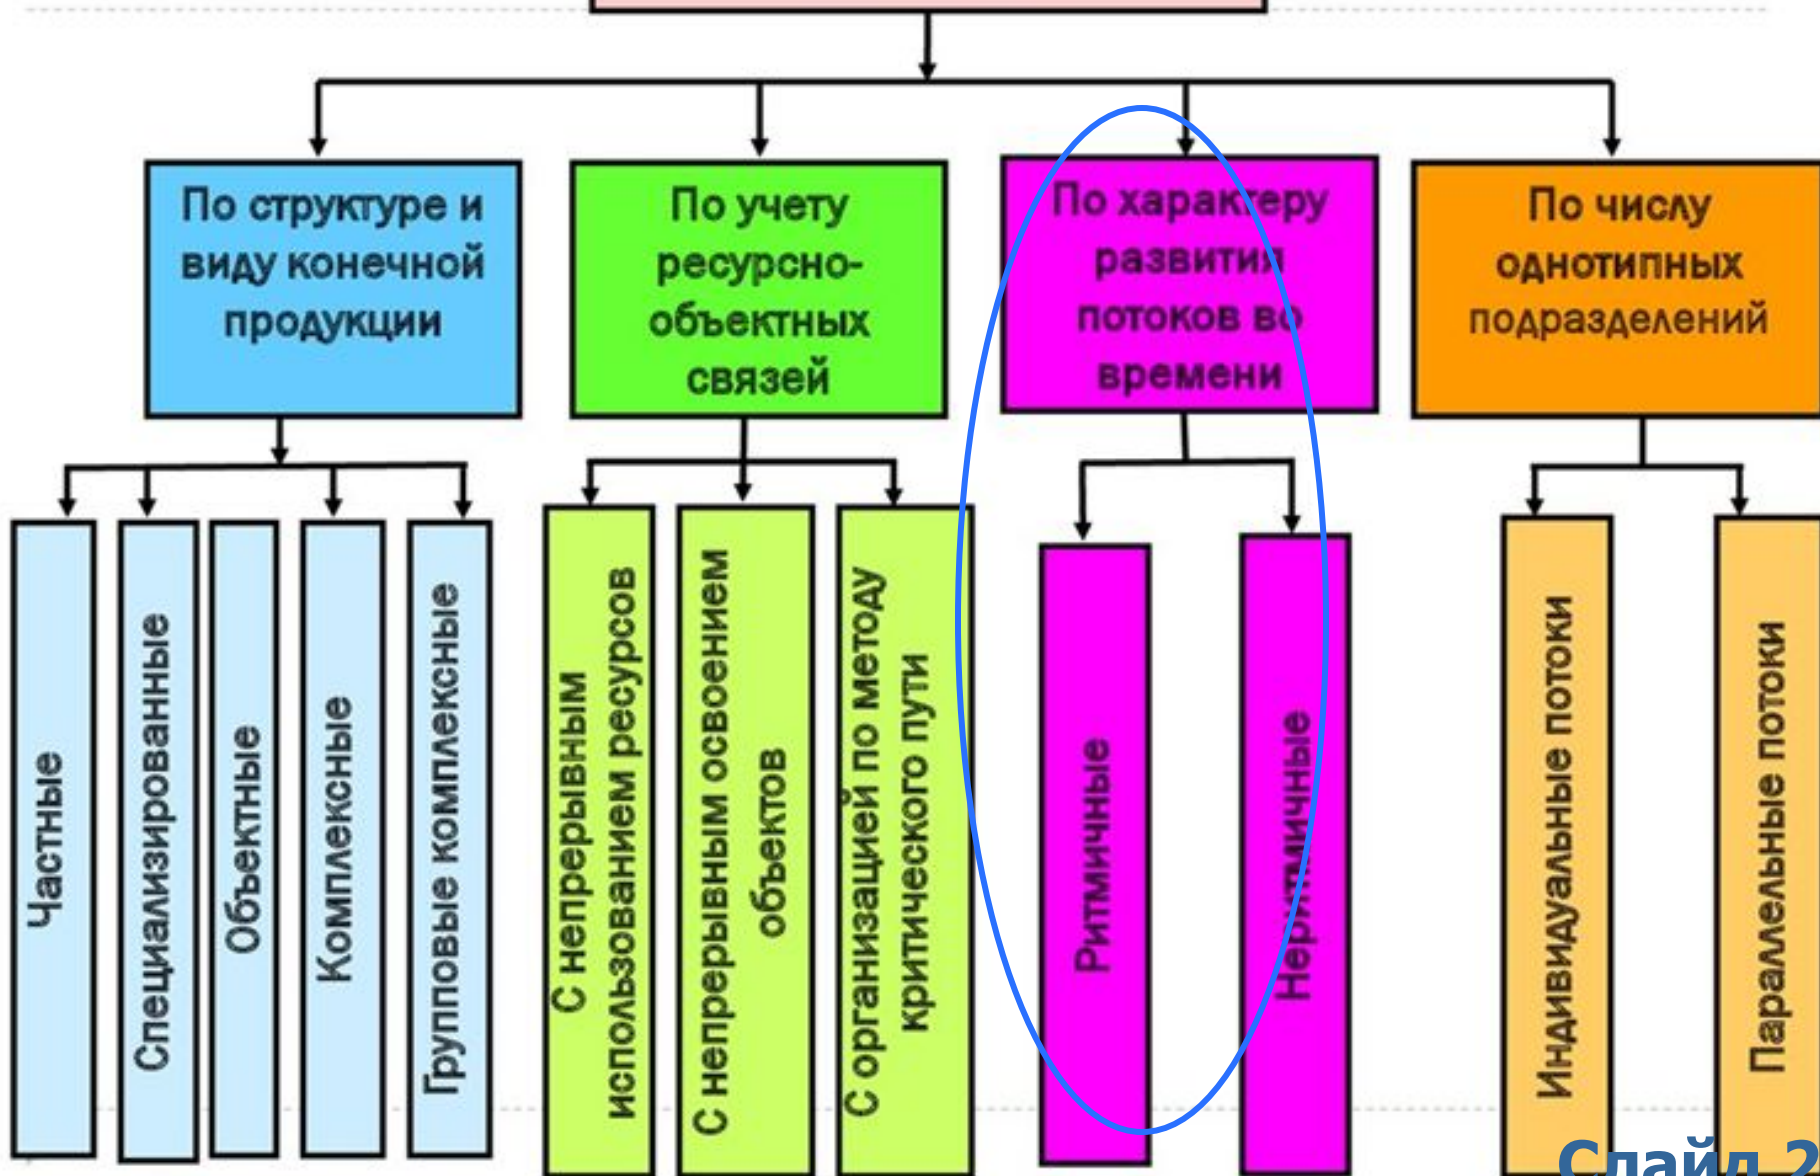 По структуре и
виду конечной
продукции
По учету
ресурсно-
объектных
связей
По характеру
развития
потоков во
времени
По числу
однотипных
подразделений
Частные
Специализированные
Объектные
Комплексные
Групповые комплексные
С непрерывным
использованием ресурсов
С непрерывным освоением
объектов
С организацией по методу
критического пути
Ритмичные
Неритмичные
Индивидуальные потоки
Параллельные потоки
Слайд 2